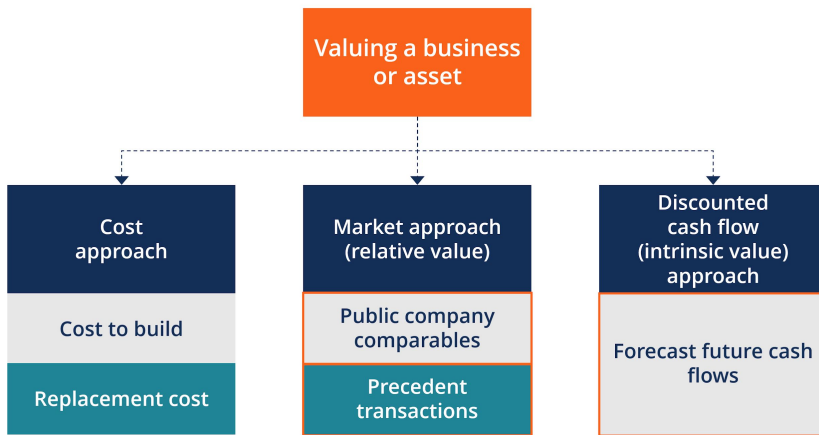 Valuing a business
or asset
Cost
approach
Market approach
(relative value)
Discounted
cash flow
(intrinsic value)
approach
Cost to build
Public company
comparables
Forecast future cash
flows
Replacement cost
Precedent
transactions